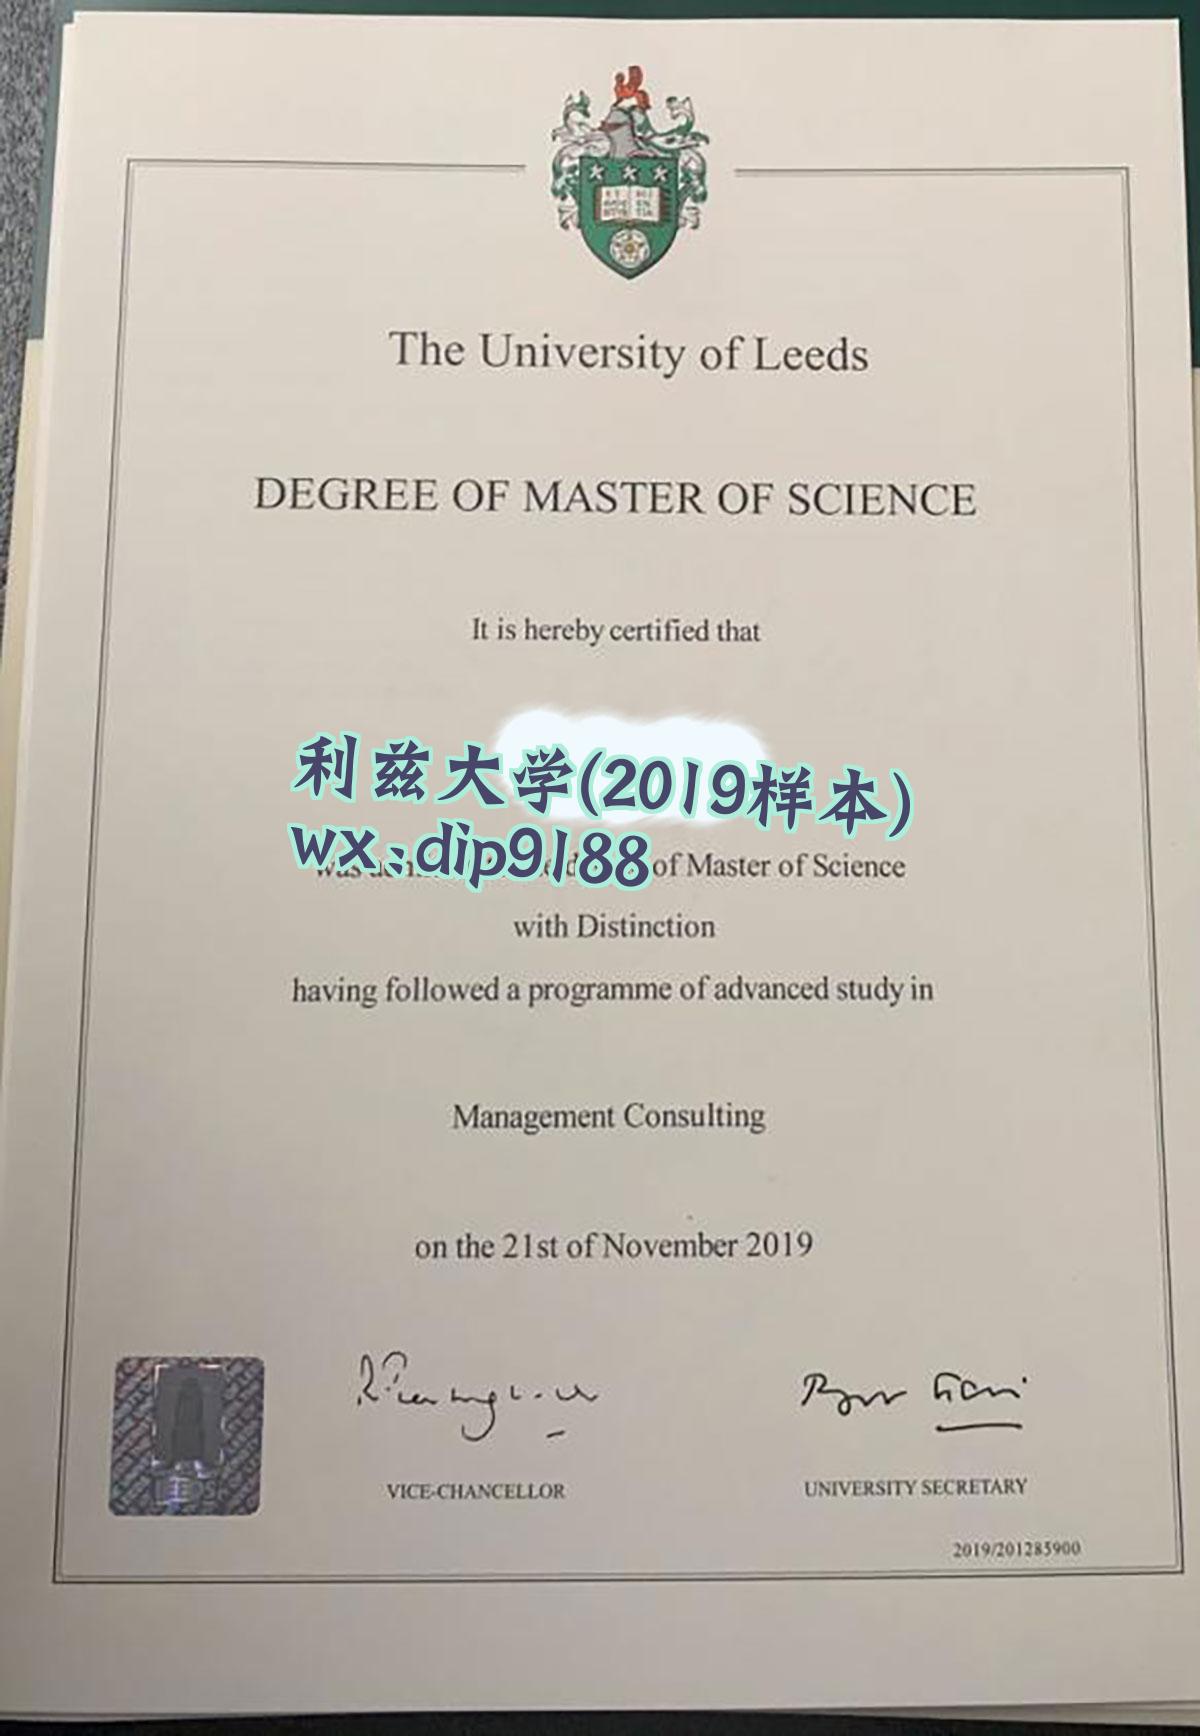 The University of Leeds
DEGREE OF MASTER OF SCIENCE
It is hereby certified that
利兹大学(2019样本)
wx:dip9188
was of Master of Science
with Distinction
having followed a programme of advanced study in
Management Consulting
on the 21st of November 2019
VICE-CHANCELLOR
UNIVERSITY SECRETARY
2019/201285900